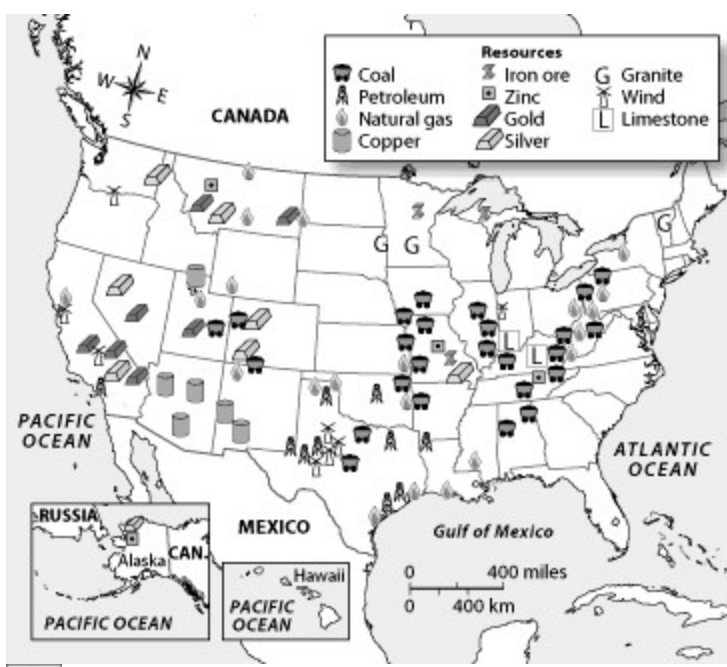 N
W
E
S
CANADA
Resources
Coal
Iron ore
G Granite
Petroleum
Zinc
Wind
Natural gas
Gold
L Limestone
Copper
Silver
G
G
G
L
L
PACIFIC
OCEAN
ATLANTIC
OCEAN
MEXICO
Gulf of Mexico
RUSSIA
Alaska
CAN.
PACIFIC OCEAN
Hawaii
PACIFIC
OCEAN
0 400 miles
0 400 km